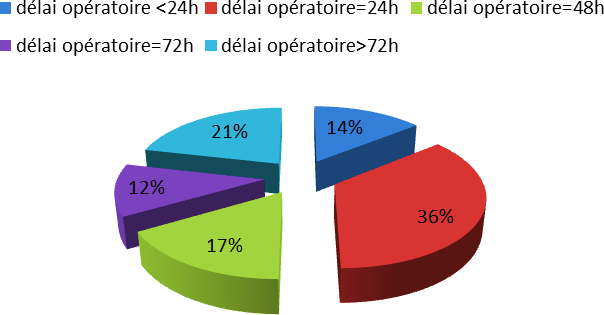 délai opératoire <24h délai opératoire=24h délai opératoire=48h
délai opératoire=72h délai opératoire>72h
21% 14%
12%
36%
17%